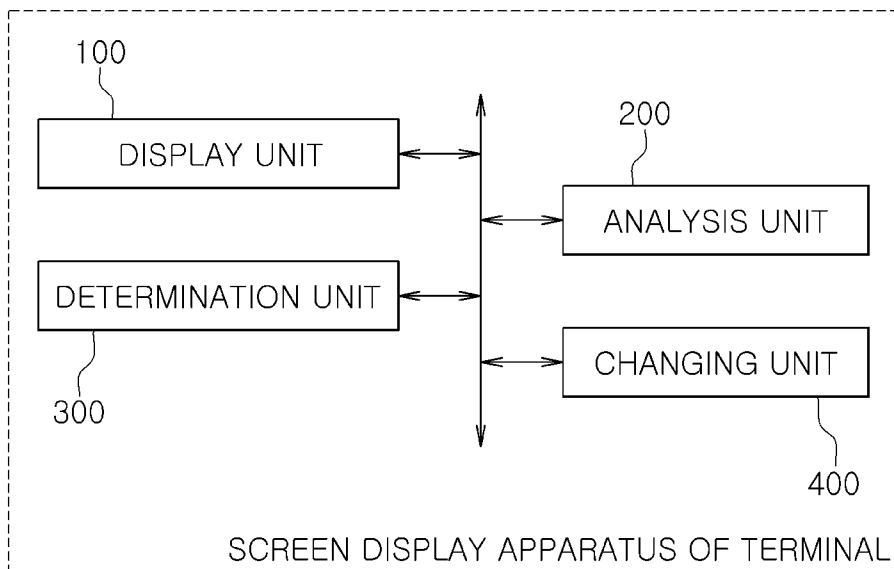 100
DISPLAY UNIT
200
ANALYSIS UNIT
DETERMINATION UNIT
300
CHANGING UNIT
400
SCREEN DISPLAY APPARATUS OF TERMINAL